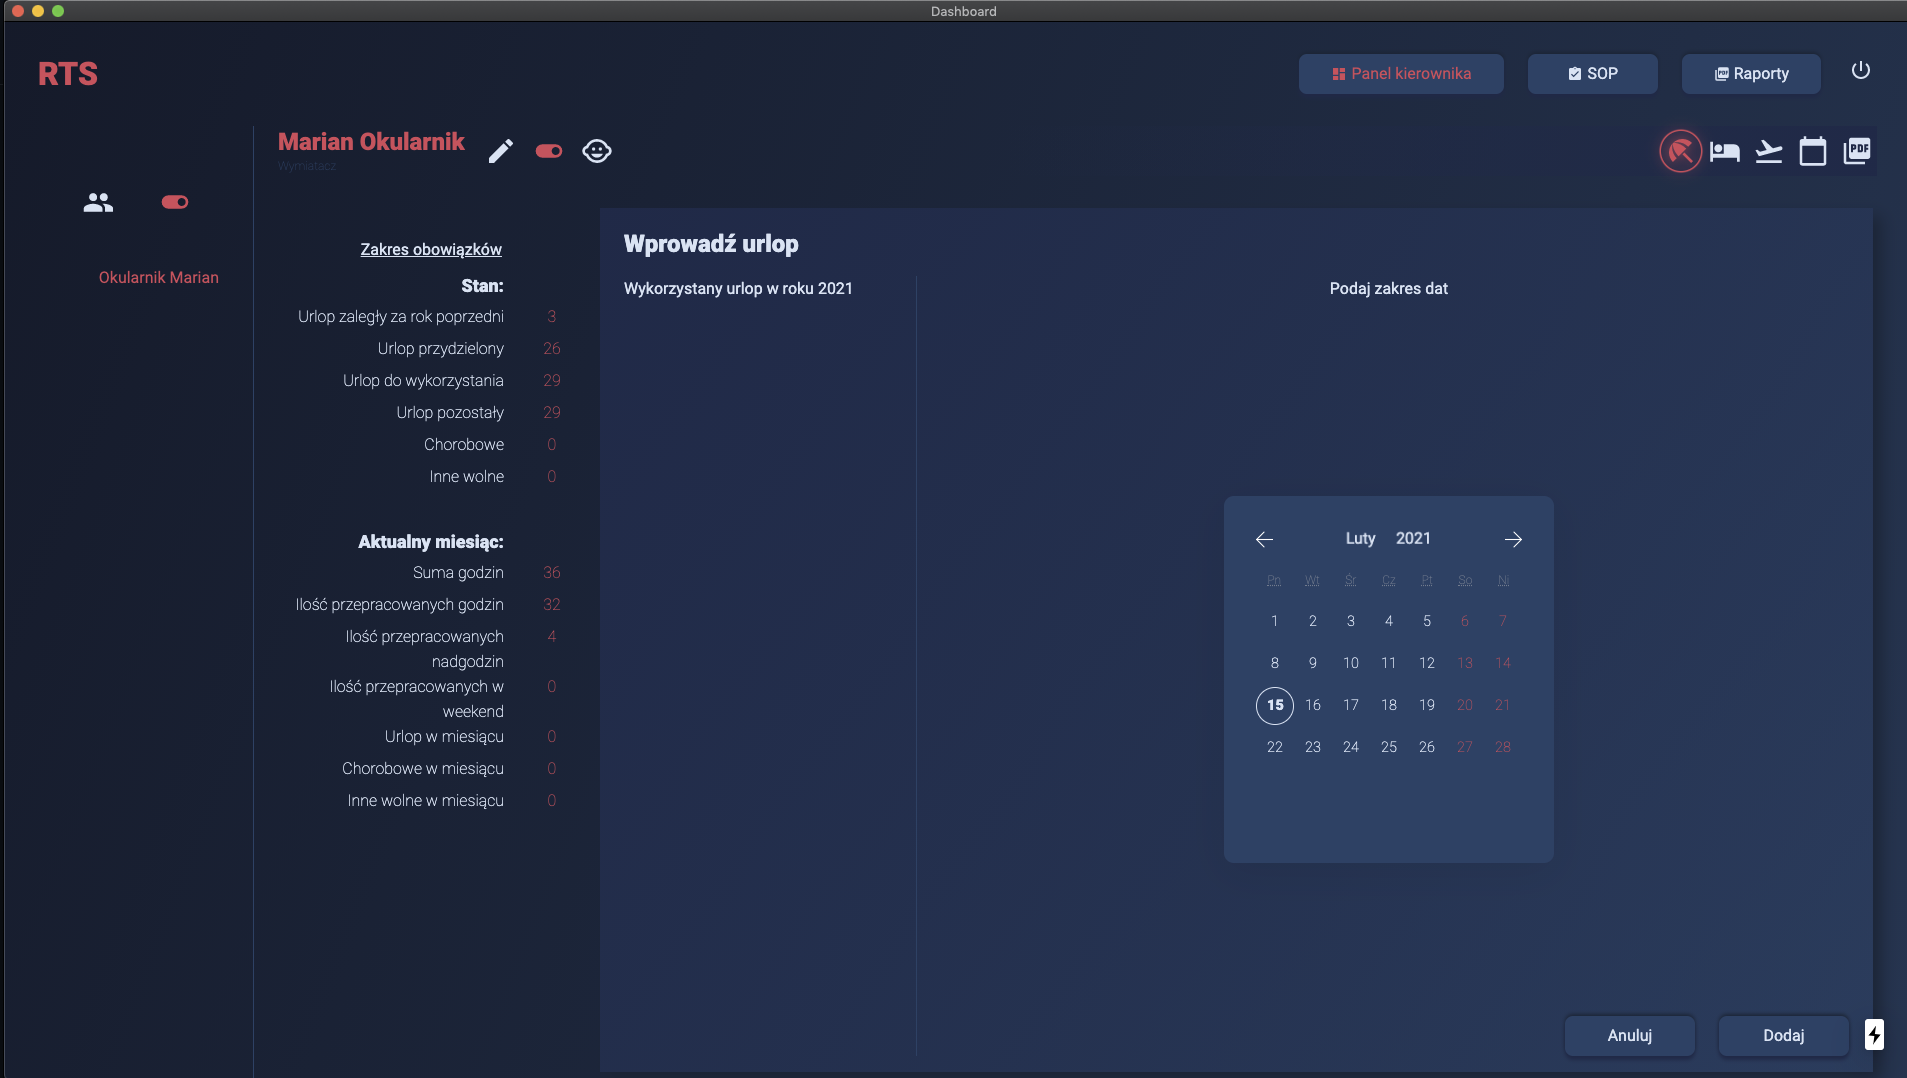 Dashboard
RTS
Panel kierownika
SOP
PDF Raporty
Marian Okularnik
Wymiatacz
PDF
Okularnik Marian
Zakres obowiązków
Stan:
Urlop zaległy za rok poprzedni 3
Urlop przydzielony 26
Urlop do wykorzystania 29
Urlop pozostały 29
Chorobowe 0
Inne wolne 0
Aktualny miesiąc:
Suma godzin 36
Ilość przepracowanych godzin 32
Ilość przepracowanych 4
nadgodzin
Ilość przepracowanych w 0
weekend
Urlop w miesiącu 0
Chorobowe w miesiącu 0
Inne wolne w miesiącu 0
Wprowadź urlop
Wykorzystany urlop w roku 2021
Podaj zakres dat
Luty 2021
Pn Wt Śr Cz Pt So Ni
1 2 3 4 5 6 7
8 9 10 11 12 13 14
15 16 17 18 19 20 21
22 23 24 25 26 27 28
Anuluj
Dodaj